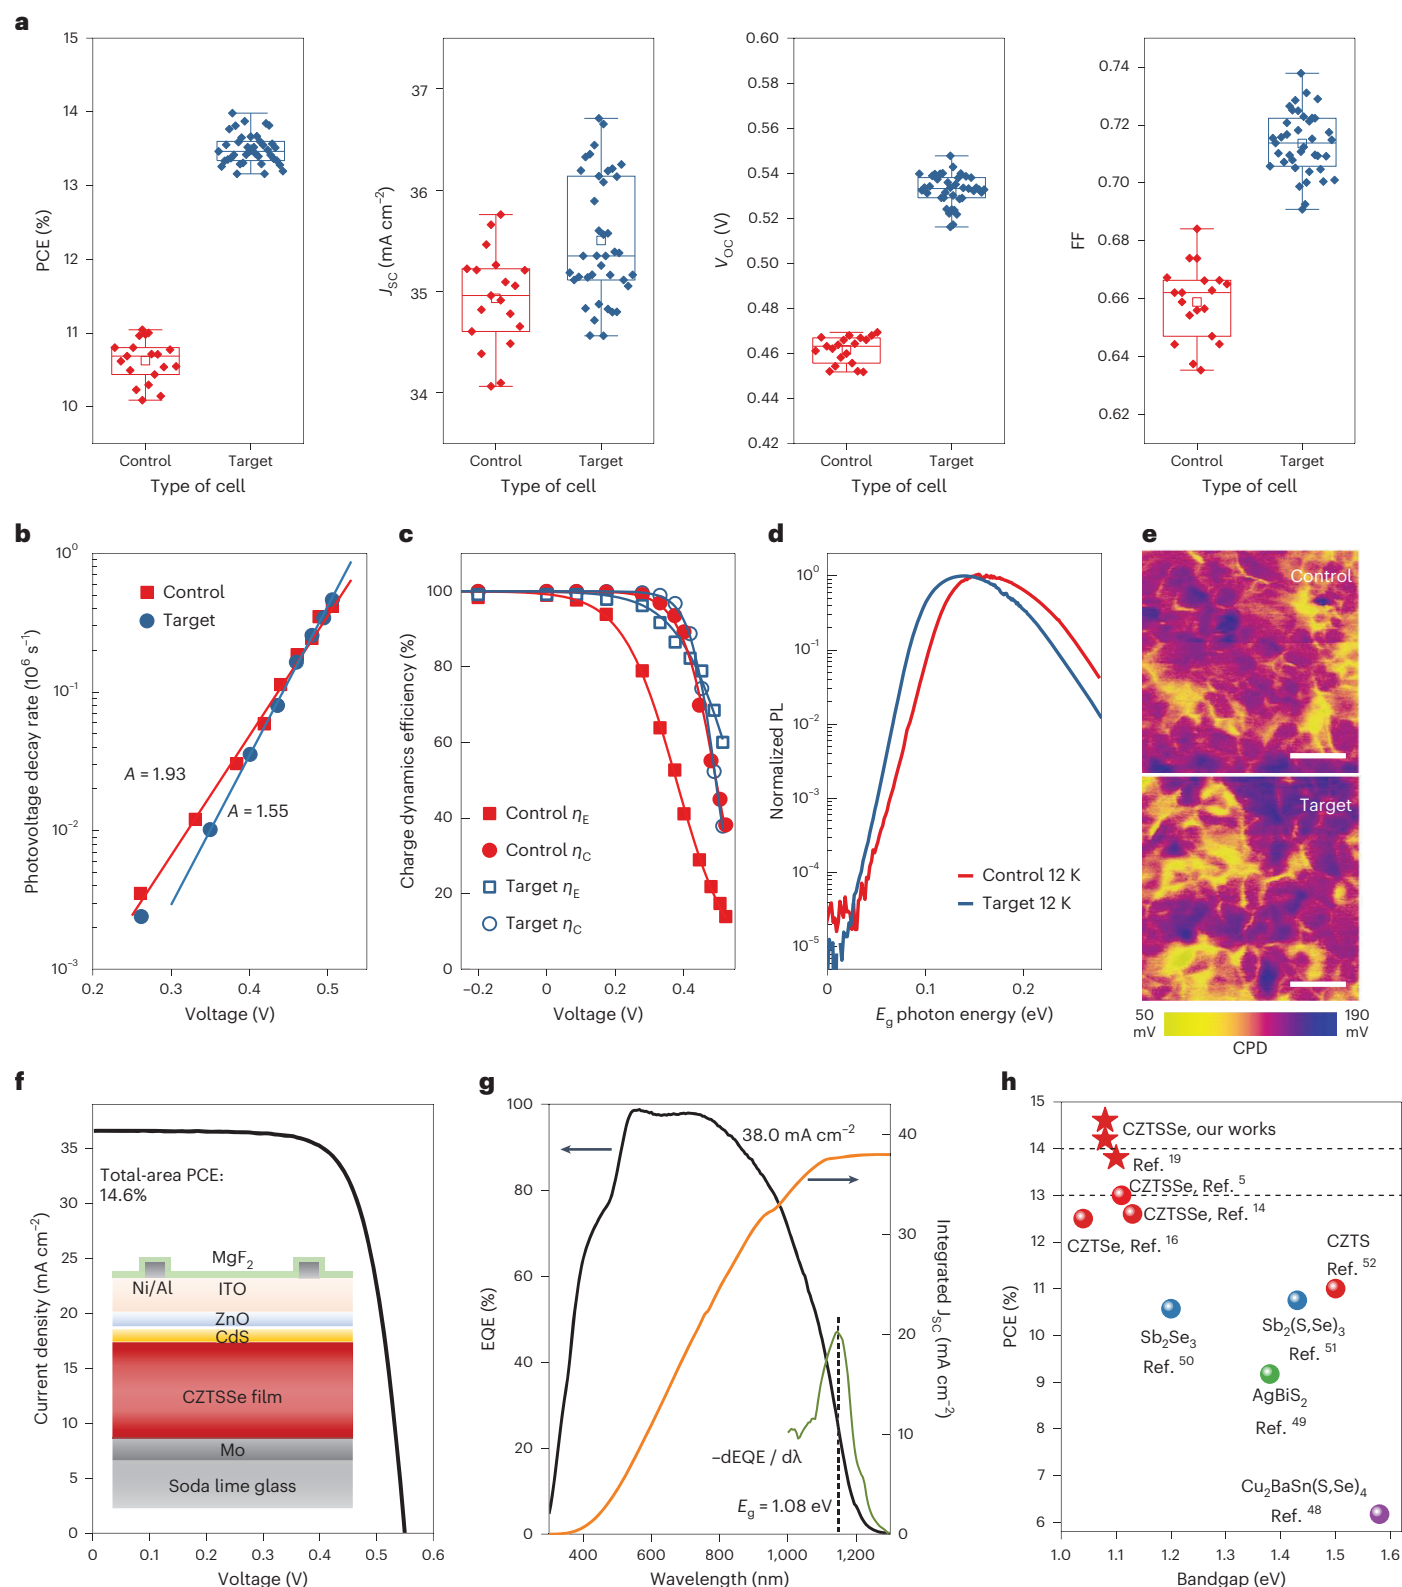 a
15
14
13
12
11
10
PCE (%)
Control
Target
Type of cell
37
36
35
34
J_SC (mA cm⁻²)
Control
Target
Type of cell
0.60
0.58
0.56
0.54
0.52
0.50
0.48
0.46
0.44
0.42
V_OC (V)
Control
Target
Type of cell
0.74
0.72
0.70
0.68
0.66
0.64
0.62
FF
Control
Target
Type of cell
b
10⁰
10⁻¹
10⁻²
10⁻³
Photovoltage decay rate (10⁶ s⁻¹)
Control
Target
A = 1.93
A = 1.55
0.2
0.3
0.4
0.5
Voltage (V)
c
100
80
60
40
20
0
Charge dynamics efficiency (%)
Control η_E
Control η_C
Target η_E
Target η_C
−0.2
0
0.2
0.4
Voltage (V)
d
10⁰
10⁻¹
10⁻²
10⁻³
10⁻⁴
10⁻⁵
Normalized PL
Control 12 K
Target 12 K
0
0.1
0.2
E_g photon energy (eV)
e
Control
Target
50 mV
190 mV
CPD
f
35
30
25
20
15
10
5
0
Current density (mA cm⁻²)
Total-area PCE:
14.6%
MgF₂
Ni/Al
ITO
ZnO
CdS
CZTSSe film
Mo
Soda lime glass
0
0.1
0.2
0.3
0.4
0.5
0.6
Voltage (V)
g
100
80
60
40
20
0
EQE (%)
38.0 mA cm⁻²
−dEQE / dλ
E_g = 1.08 eV
40
30
20
10
0
Integrated J_SC (mA cm⁻²)
400
600
800
1,000
1,200
Wavelength (nm)
h
15
14
13
12
11
10
9
8
7
6
PCE (%)
CZTSSe, our works
Ref. ¹⁹
CZTSSe, Ref. ⁵
CZTSSe, Ref. ¹⁴
CZTSe, Ref. ¹⁶
CZTS
Ref. ⁵²
Sb₂Se₃
Ref. ⁵⁰
Sb₂(S,Se)₃
Ref. ⁵¹
AgBiS₂
Ref. ⁴⁹
Cu₂BaSn(S,Se)₄
Ref. ⁴⁸
1.0
1.1
1.2
1.3
1.4
1.5
1.6
Bandgap (eV)